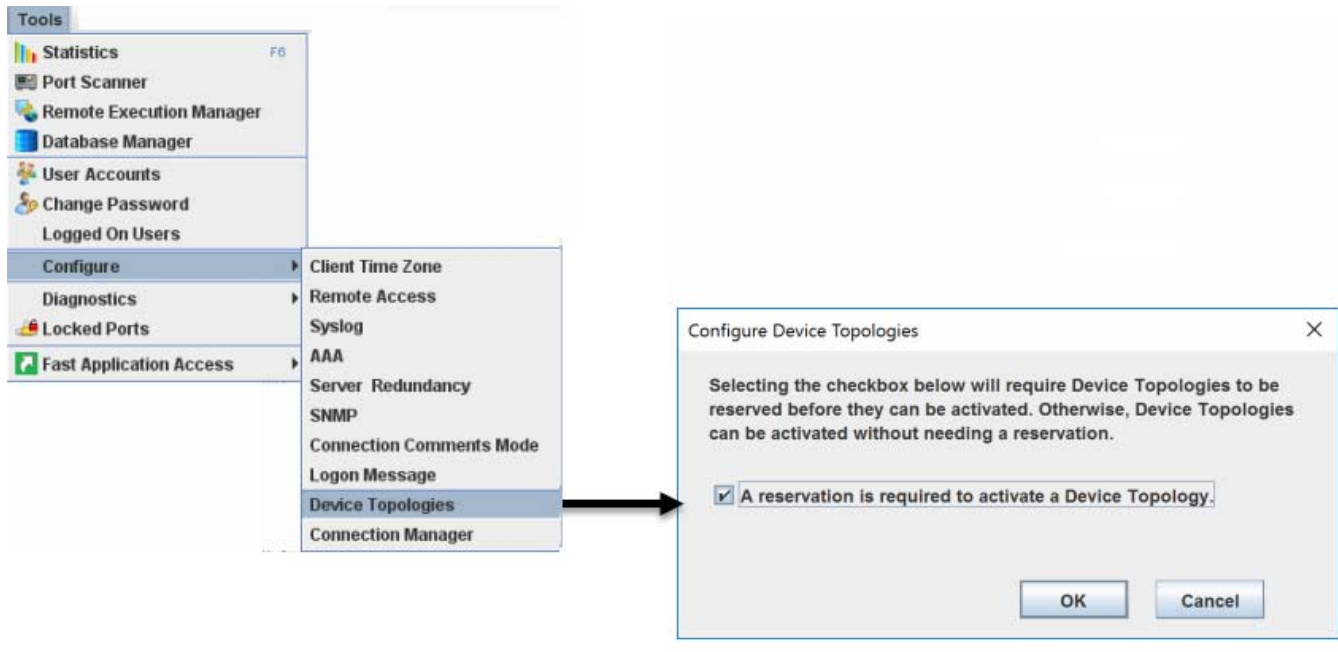 Tools
Statistics F6
Port Scanner
Remote Execution Manager
Database Manager
User Accounts
Change Password
Logged On Users
Configure
Diagnostics
Locked Ports
Fast Application Access
Client Time Zone
Remote Access
Syslog
AAA
Server Redundancy
SNMP
Connection Comments Mode
Logon Message
Device Topologies
Connection Manager
Configure Device Topologies
Selecting the checkbox below will require Device Topologies to be
reserved before they can be activated. Otherwise, Device Topologies
can be activated without needing a reservation.
A reservation is required to activate a Device Topology.
OK Cancel